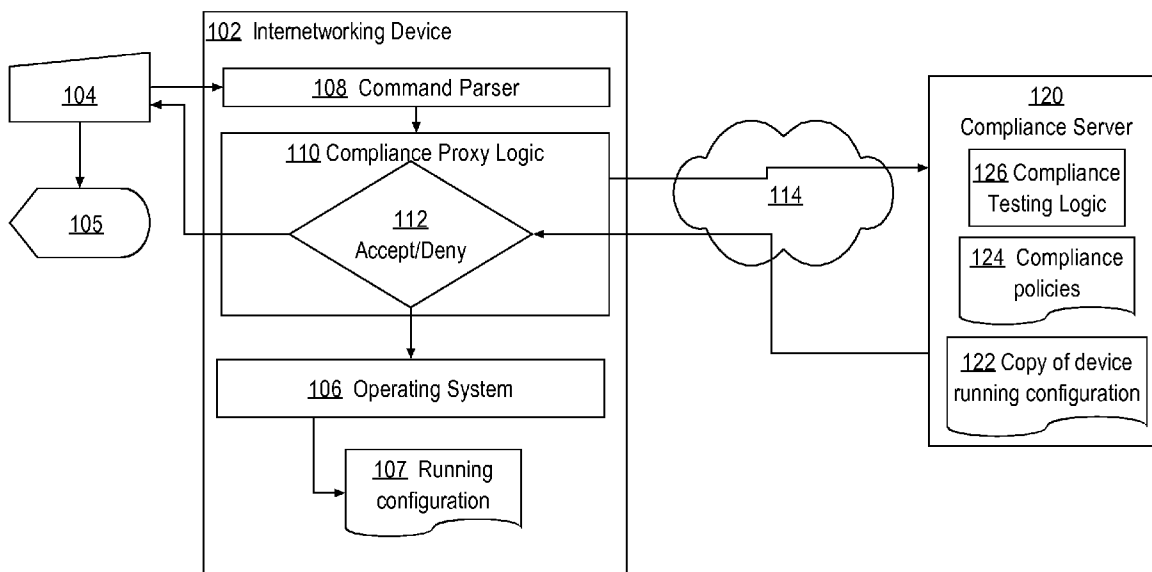 102 Internetworking Device
104
108 Command Parser
110 Compliance Proxy Logic
112
Accept/Deny
105
106 Operating System
107 Running
configuration
114
120
Compliance Server
126 Compliance
Testing Logic
124 Compliance
policies
122 Copy of device
running configuration